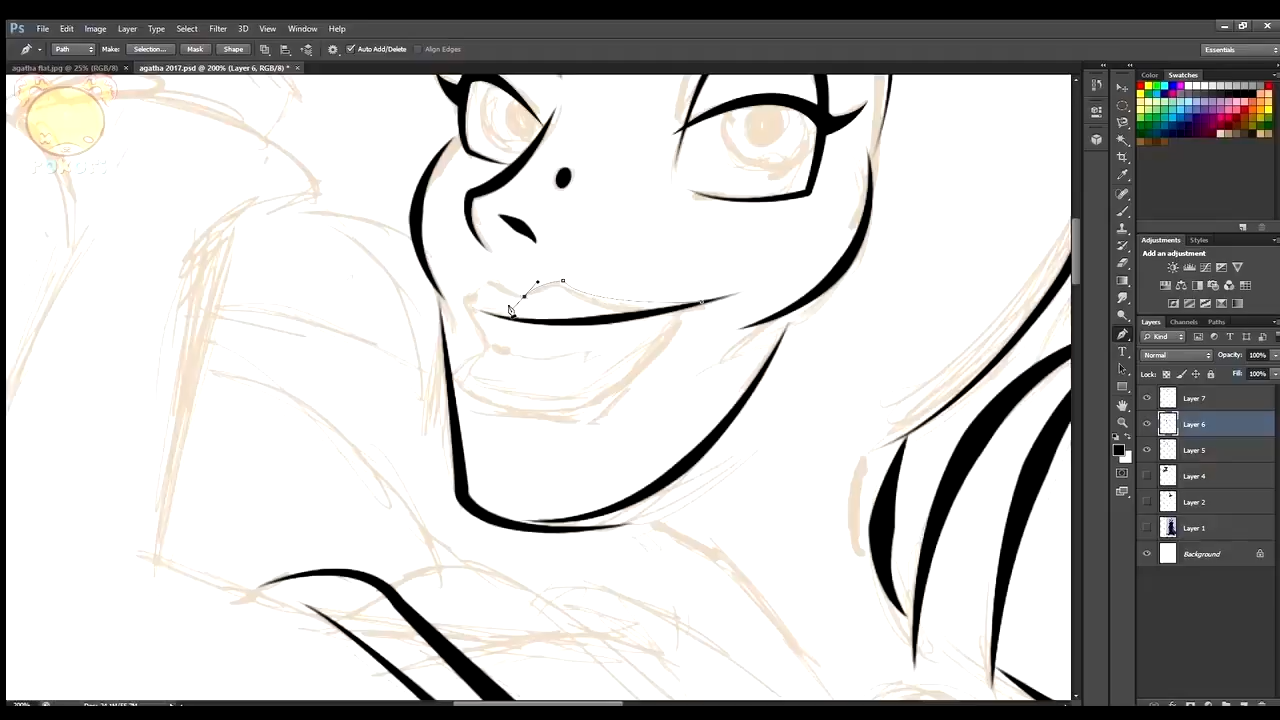 Ps File Edit Image Layer Type Select Filter 3D View Window Help
Path Make: Selection... Mask Shape Auto Add/Delete Align Edges Essentials
agatha flat.jpg @ 25% (RGB/8) × agatha 2017.psd @ 200% (Layer 6, RGB/8) * ×
Color Swatches
Adjustments Styles
Add an adjustment
Layers Channels Paths
Kind
Normal Opacity: 100%
Lock: Fill: 100%
Layer 7
Layer 6
Layer 5
Layer 4
Layer 2
Layer 1
Background
200%